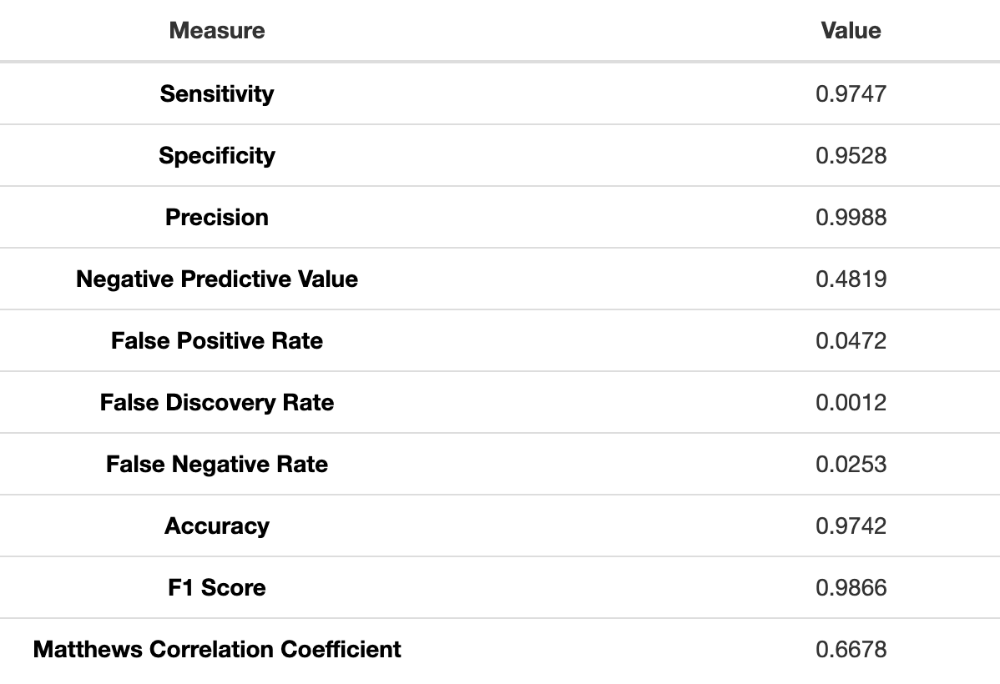 Measure Value
Sensitivity 0.9747
Specificity 0.9528
Precision 0.9988
Negative Predictive Value 0.4819
False Positive Rate 0.0472
False Discovery Rate 0.0012
False Negative Rate 0.0253
Accuracy 0.9742
F1 Score 0.9866
Matthews Correlation Coefficient 0.6678